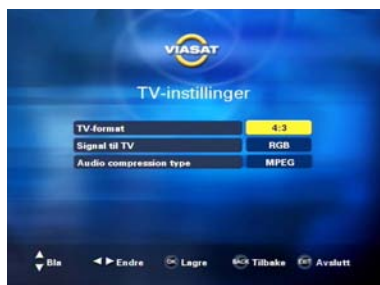 VIASAT
TV-instillinger
TV-format 4:3
Signal til TV RGB
Audio compression type MPEG
Bla Endre OK Lagre BACK Tilbake EXIT Avslutt